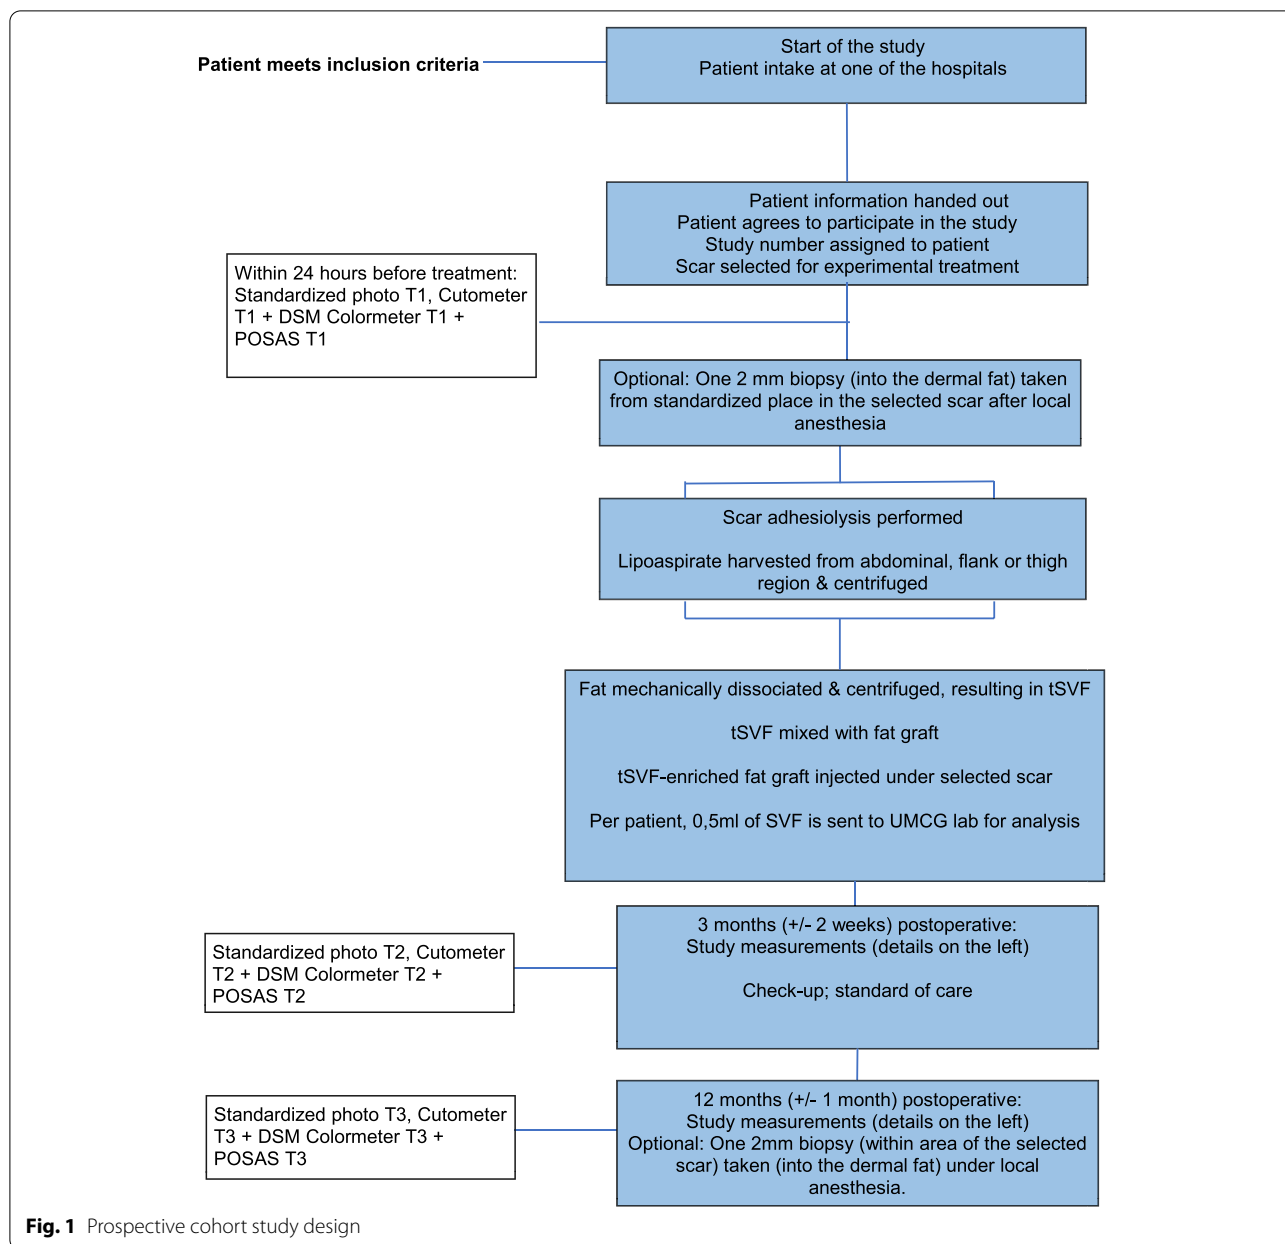 Patient meets inclusion criteria
Start of the study
Patient intake at one of the hospitals
Patient information handed out
Patient agrees to participate in the study
Study number assigned to patient
Scar selected for experimental treatment
Within 24 hours before treatment:
Standardized photo T1, Cutometer
T1 + DSM Colormeter T1 +
POSAS T1
Optional: One 2 mm biopsy (into the dermal fat) taken
from standardized place in the selected scar after local
anesthesia
Scar adhesiolysis performed
Lipoaspirate harvested from abdominal, flank or thigh
region & centrifuged
Fat mechanically dissociated & centrifuged, resulting in tSVF
tSVF mixed with fat graft
tSVF-enriched fat graft injected under selected scar
Per patient, 0,5ml of SVF is sent to UMCG lab for analysis
3 months (+/- 2 weeks) postoperative:
Study measurements (details on the left)
Check-up; standard of care
Standardized photo T2, Cutometer
T2 + DSM Colormeter T2 +
POSAS T2
12 months (+/- 1 month) postoperative:
Study measurements (details on the left)
Optional: One 2mm biopsy (within area of the selected
scar) taken (into the dermal fat) under local
anesthesia.
Standardized photo T3, Cutometer
T3 + DSM Colormeter T3 +
POSAS T3
Fig. 1 Prospective cohort study design